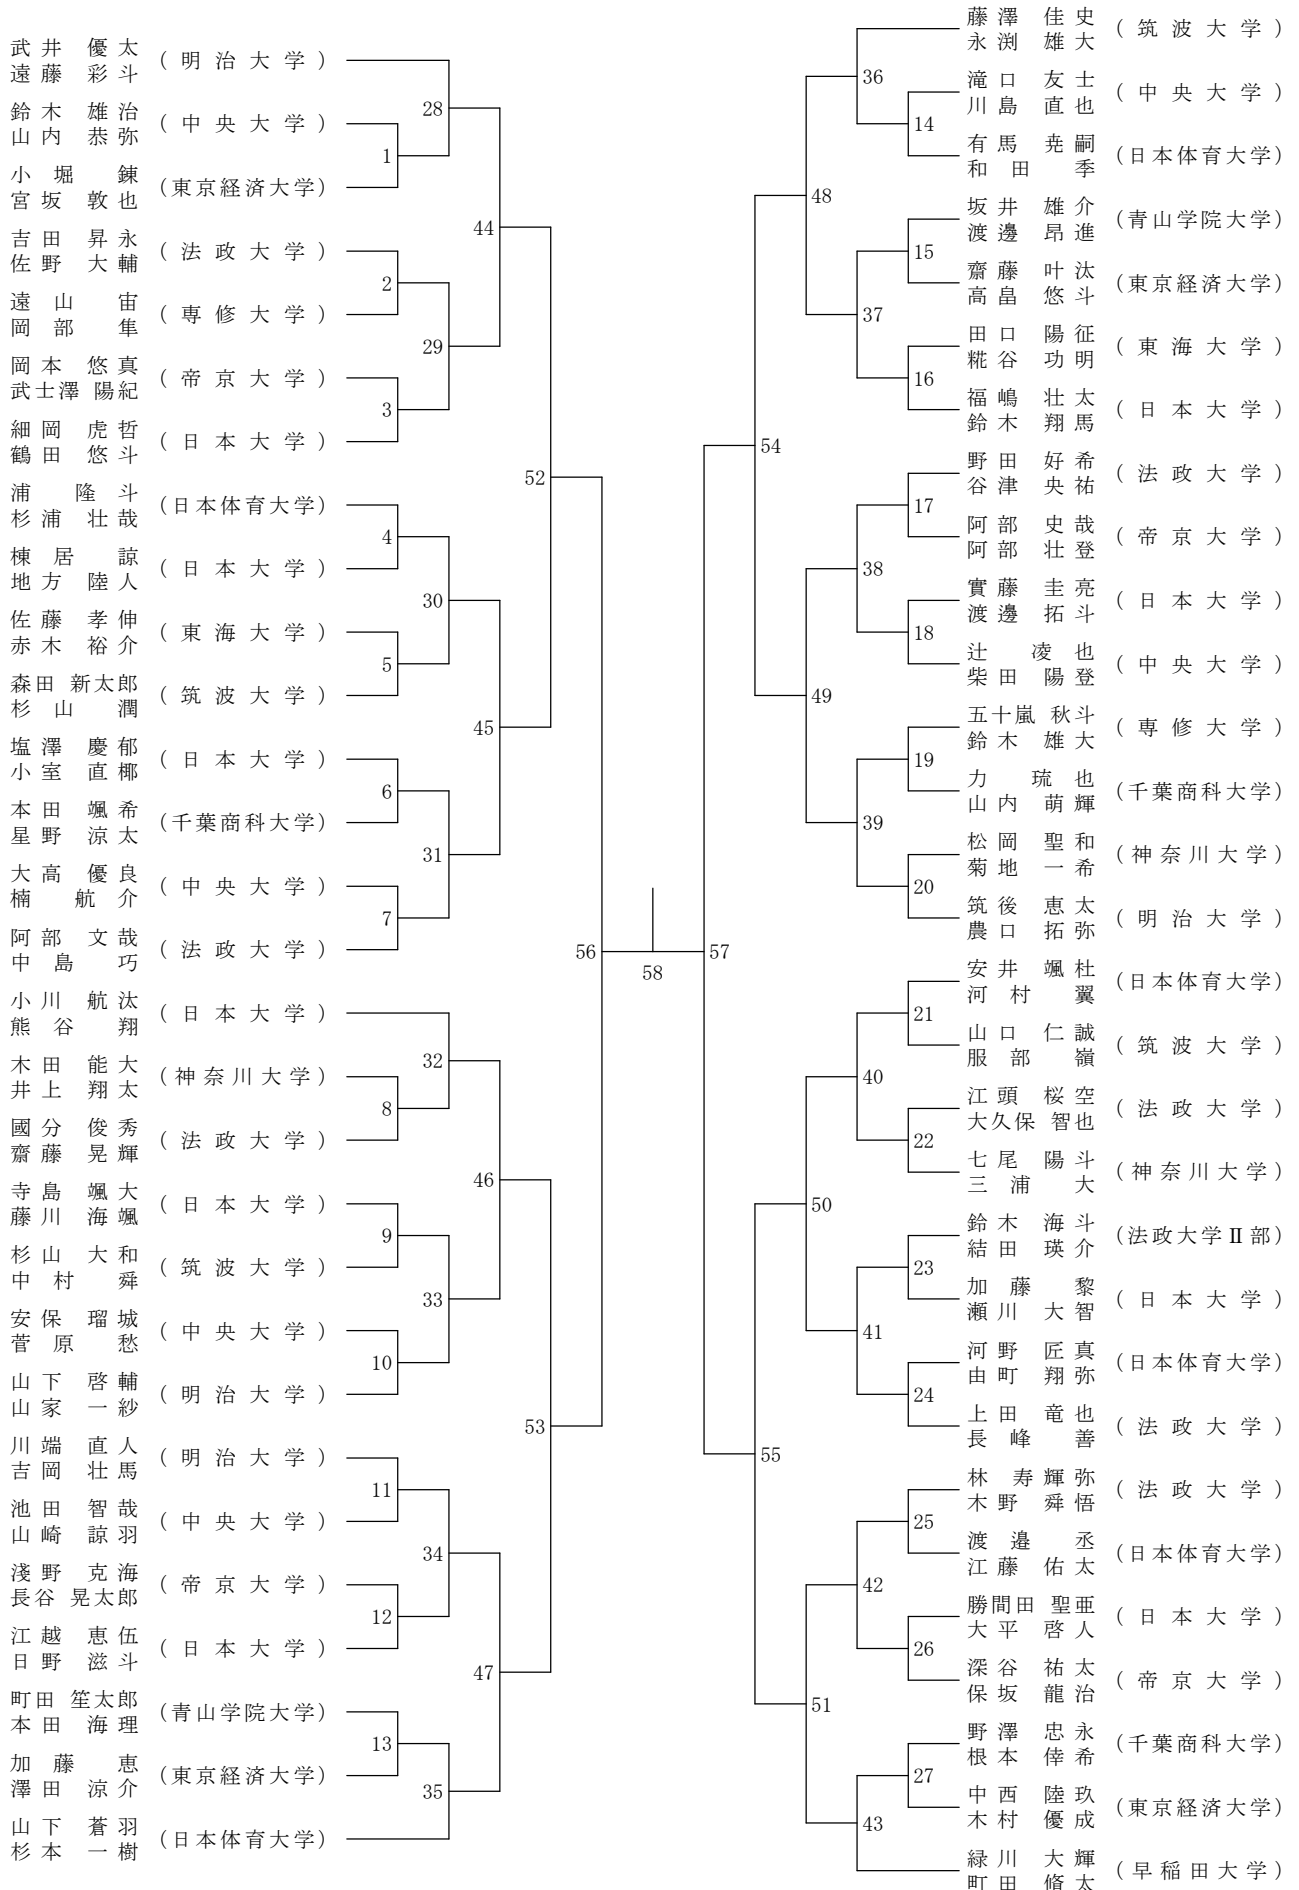 武井 優太
遠藤 彩斗
(明治大学)
鈴木 雄治
山内 恭弥
(中央大学)
小堀 錬
宮坂 敦也
(東京経済大学)
吉田 昇永
佐野 大輔
(法政大学)
遠山 宙
岡部 隼
(専修大学)
岡本 悠真
武士澤 陽紀
(帝京大学)
細岡 虎哲
鶴田 悠斗
(日本大学)
浦 隆斗
杉浦 壮哉
(日本体育大学)
棟居 諒
地方 陸人
(日本大学)
佐藤 孝伸
赤木 裕介
(東海大学)
森田 新太郎
杉山 潤
(筑波大学)
塩澤 慶郁
小室 直椰
(日本大学)
本田 颯希
星野 涼太
(千葉商科大学)
大高 優良
楠 航介
(中央大学)
阿部 文哉
中島 巧
(法政大学)
小川 航汰
熊谷 翔
(日本大学)
木田 能大
井上 翔太
(神奈川大学)
國分 俊秀
齋藤 晃輝
(法政大学)
寺島 颯大
藤川 海颯
(日本大学)
杉山 大和
中村 舜
(筑波大学)
安保 瑠城
菅原 愁
(中央大学)
山下 啓輔
山家 一紗
(明治大学)
川端 直人
吉岡 壮馬
(明治大学)
池田 智哉
山崎 諒羽
(中央大学)
淺野 克海
長谷 晃太郎
(帝京大学)
江越 恵伍
日野 滋斗
(日本大学)
町田 笙太郎
本田 海理
(青山学院大学)
加藤 恵
澤田 涼介
(東京経済大学)
山下 蒼羽
杉本 一樹
(日本体育大学)
1
2
3
4
5
6
7
8
9
10
11
12
13
28
29
30
31
32
33
34
35
44
45
46
47
52
53
56
58
57
54
55
48
49
50
51
36
37
38
39
40
41
42
43
14
15
16
17
18
19
20
21
22
23
24
25
26
27
藤澤 佳史
永渕 雄大
(筑波大学)
滝口 友士
川島 直也
(中央大学)
有馬 尭嗣
和田 季
(日本体育大学)
坂井 雄介
渡邊 昂進
(青山学院大学)
齋藤 叶汰
高畠 悠斗
(東京経済大学)
田口 陽征
糀谷 功明
(東海大学)
福嶋 壮太
鈴木 翔馬
(日本大学)
野田 好希
谷津 央祐
(法政大学)
阿部 史哉
阿部 壮登
(帝京大学)
實藤 圭亮
渡邊 拓斗
(日本大学)
辻 凌也
柴田 陽登
(中央大学)
五十嵐 秋斗
鈴木 雄大
(専修大学)
力 琉也
山内 萌輝
(千葉商科大学)
松岡 聖和
菊地 一希
(神奈川大学)
筑後 恵太
農口 拓弥
(明治大学)
安井 颯杜
河村 翼
(日本体育大学)
山口 仁誠
服部 嶺
(筑波大学)
江頭 桜空
大久保 智也
(法政大学)
七尾 陽斗
三浦 大
(神奈川大学)
鈴木 海斗
結田 瑛介
(法政大学Ⅱ部)
加藤 黎
瀬川 大智
(日本大学)
河野 匠真
由町 翔弥
(日本体育大学)
上田 竜也
長峰 善
(法政大学)
林 寿輝弥
木野 舜悟
(法政大学)
渡邉 丞
江藤 佑太
(日本体育大学)
勝間田 聖亜
大平 啓人
(日本大学)
深谷 祐太
保坂 龍治
(帝京大学)
野澤 忠永
根本 倖希
(千葉商科大学)
中西 陸玖
木村 優成
(東京経済大学)
緑川 大輝
町田 脩太
(早稲田大学)